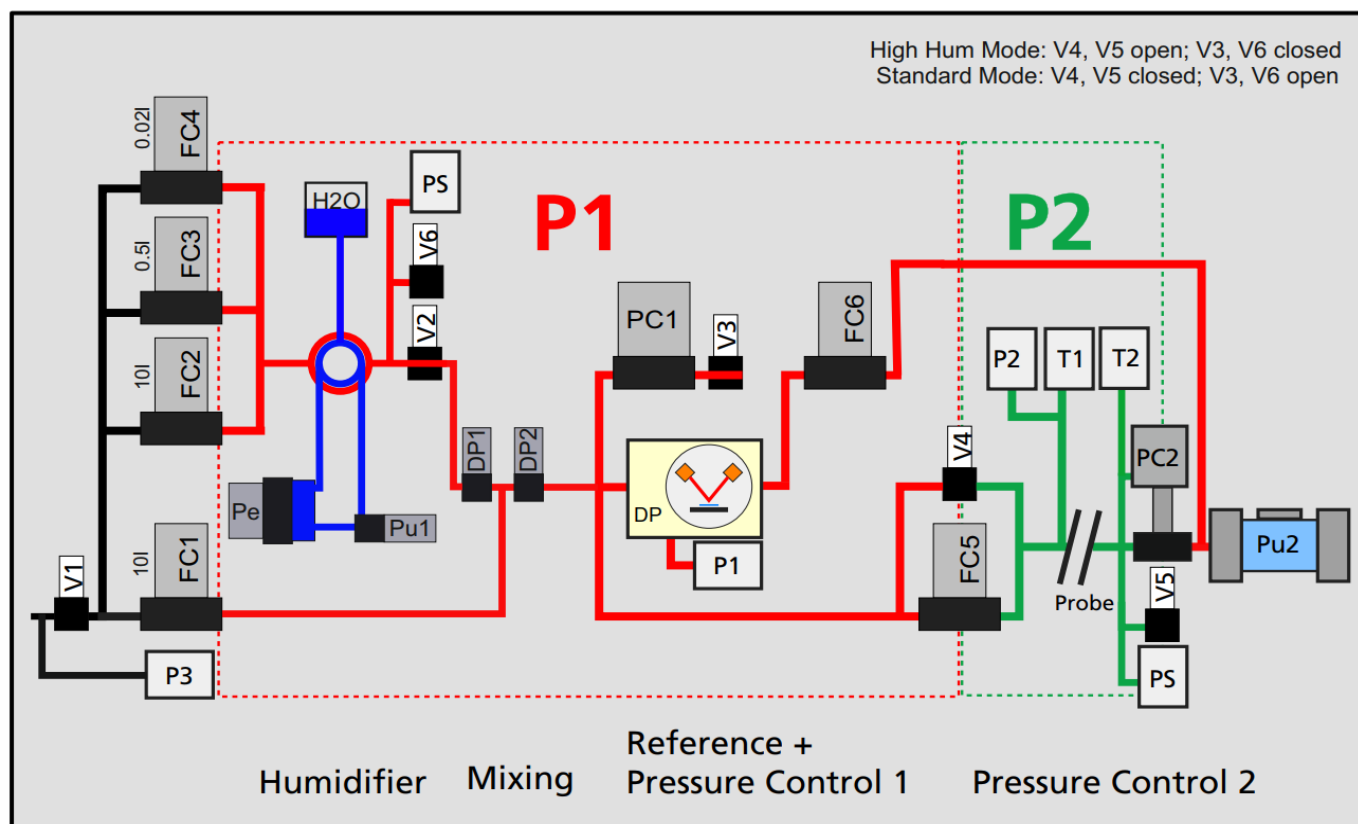 High Hum Mode: V4, V5 open; V3, V6 closed
Standard Mode: V4, V5 closed; V3, V6 open
0.02l
FC4
PS
H2O
P1
P2
0.5l
FC3
V6
V2
PC1
V3
FC6
P2
T1
T2
10l
FC2
DP1
DP2
V4
PC2
Pe
Pu1
DP
P1
FC5
Pu2
10l
FC1
V1
Probe
V5
P3
PS
Humidifier
Mixing
Reference +
Pressure Control 1
Pressure Control 2